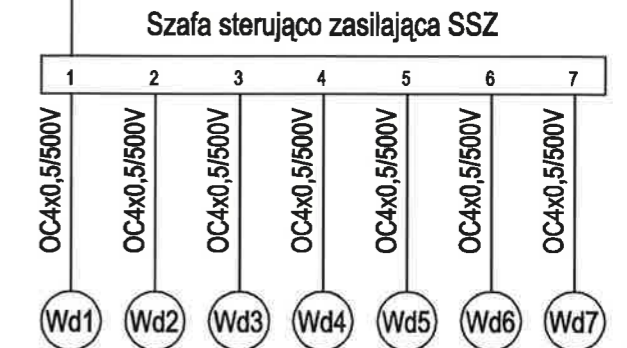 Szafa sterująco zasilająca SSZ
1 2 3 4 5 6 7
OC4x0,5/500V OC4x0,5/500V OC4x0,5/500V OC4x0,5/500V OC4x0,5/500V OC4x0,5/500V OC4x0,5/500V
Wd1 Wd2 Wd3 Wd4 Wd5 Wd6 Wd7